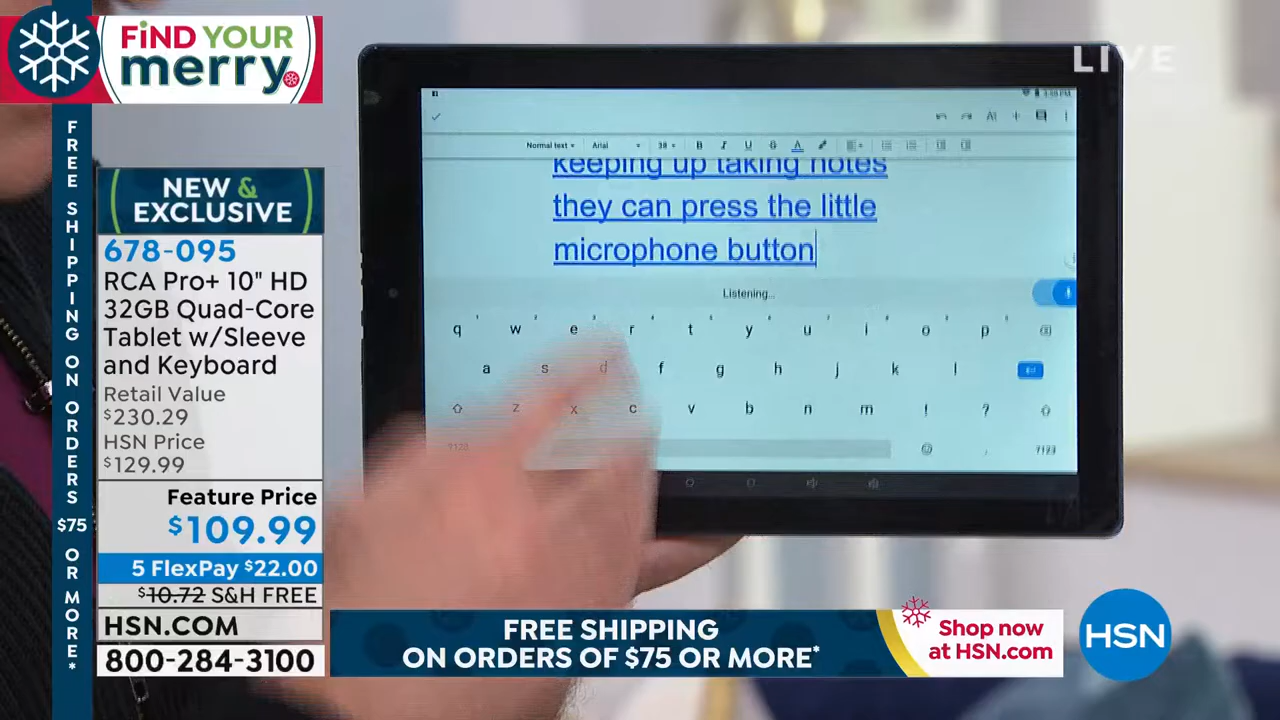 FiND YOUR
merry
LIVE
FREE SHIPPING ON ORDERS $75 OR MORE*
NEW &
EXCLUSIVE
678-095
RCA Pro+ 10" HD
32GB Quad-Core
Tablet w/Sleeve
and Keyboard
Retail Value
$230.29
HSN Price
$129.99
Feature Price
$109.99
5 FlexPay $22.00
$10.72 S&H FREE
HSN.COM
800-284-3100
Normal text Arial 38 B I U S A
keeping up taking notes
they can press the little
microphone button
Listening...
q w e r t y u i o p
a s d f g h j k l
z x c v b n m ! ?
?123 @ , ?123
FREE SHIPPING
ON ORDERS OF $75 OR MORE*
Shop now
at HSN.com
HSN